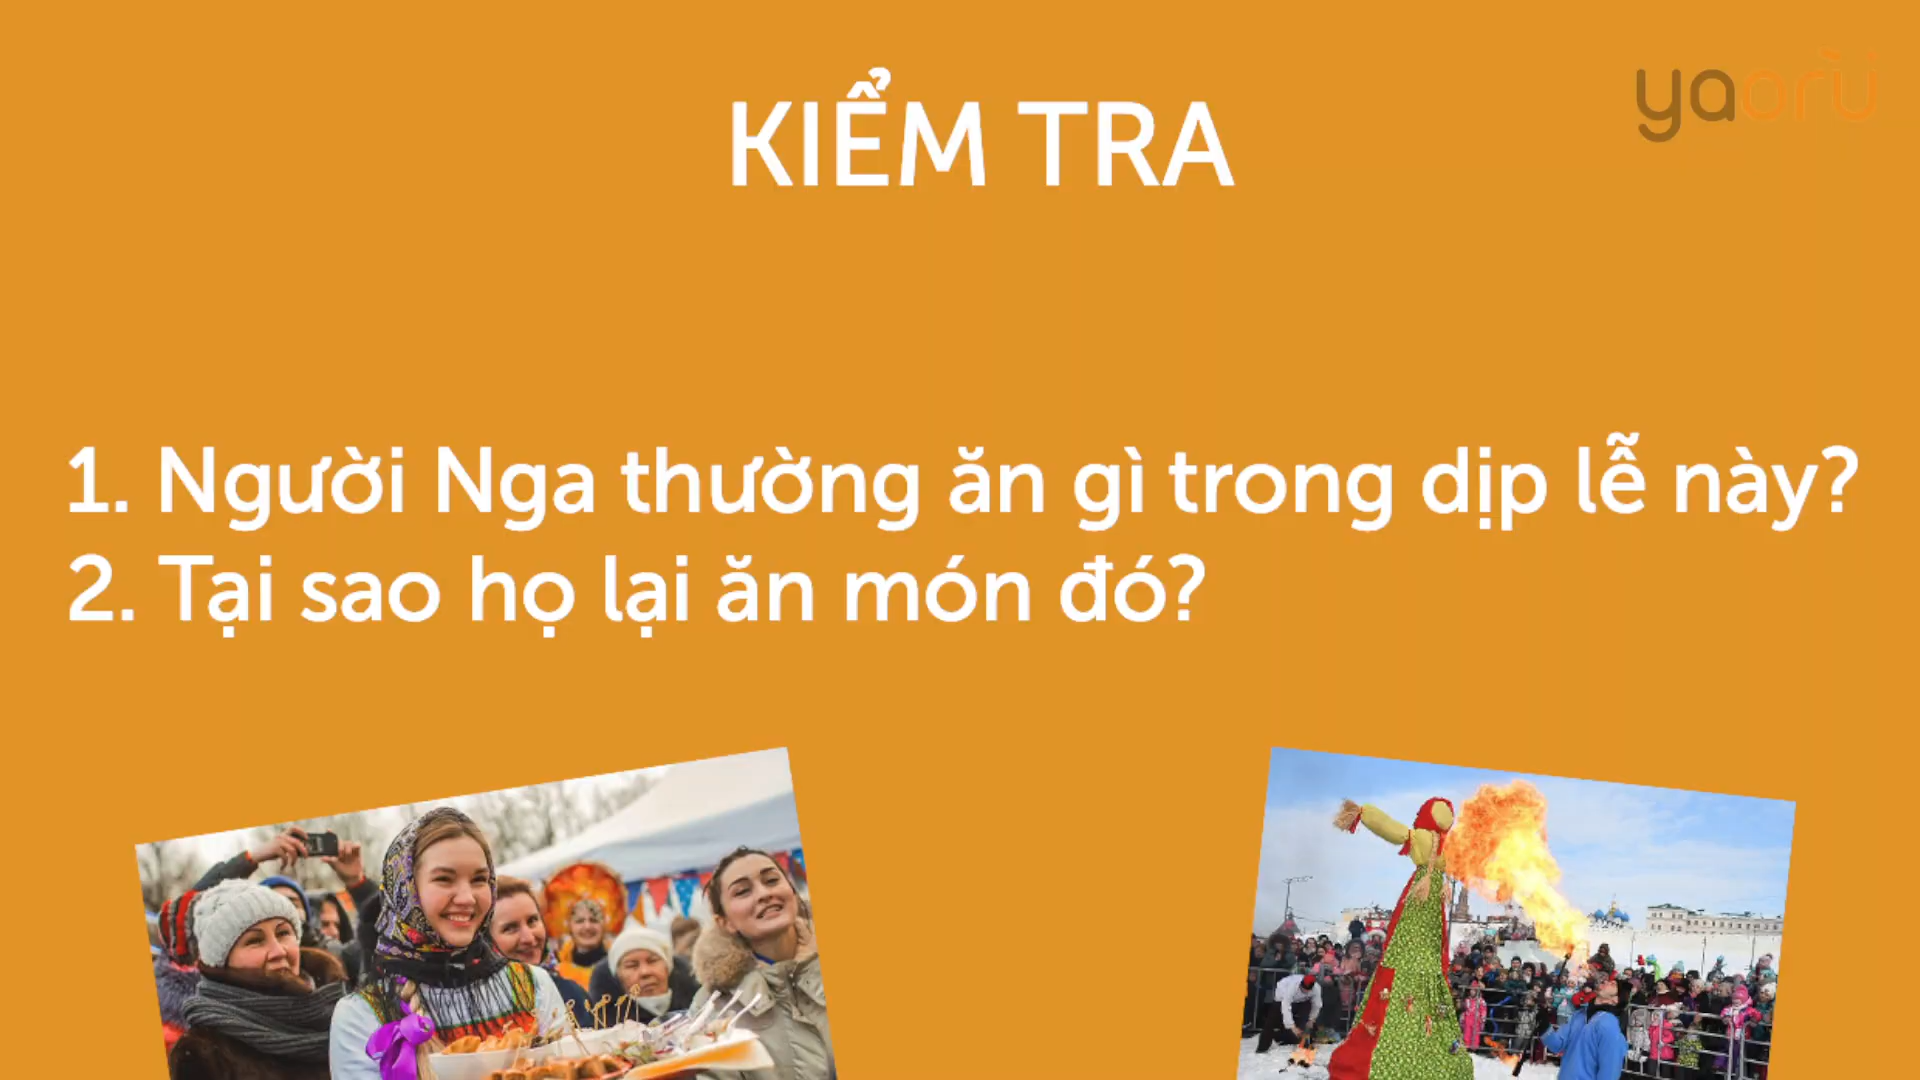 yaoru
KIỂM TRA
1. Người Nga thường ăn gì trong dịp lễ này?
2. Tại sao họ lại ăn món đó?